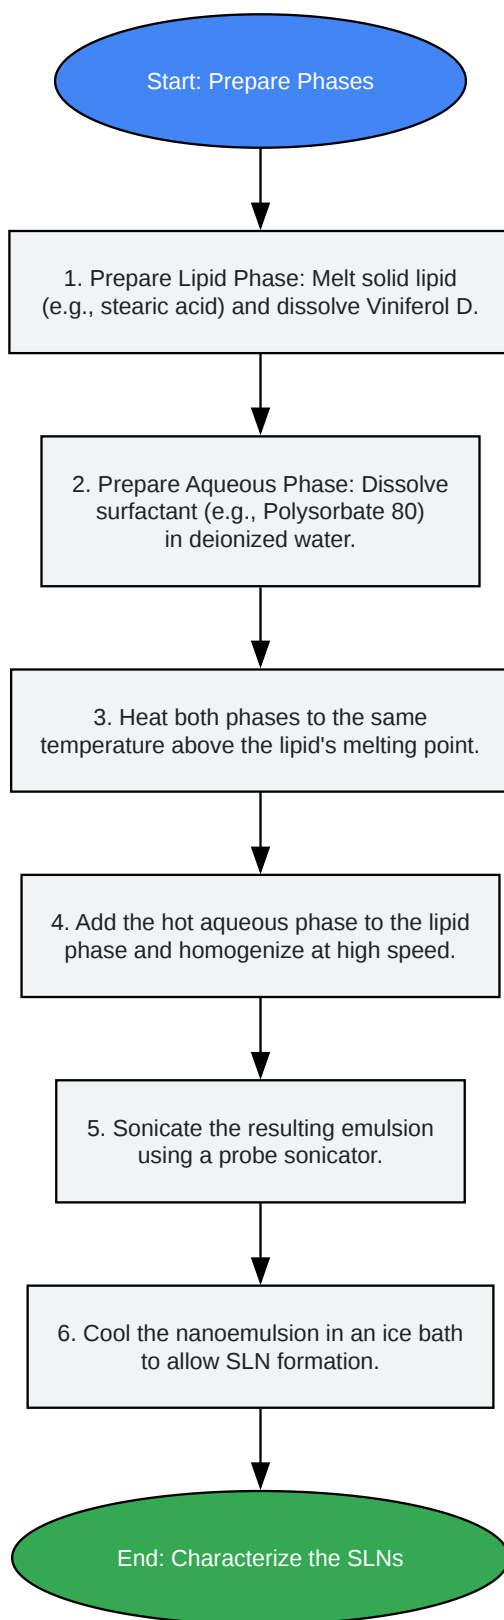 Start: Prepare Phases
1. Prepare Lipid Phase: Melt solid lipid
(e.g., stearic acid) and dissolve Viniferol D.
2. Prepare Aqueous Phase: Dissolve
surfactant (e.g., Polysorbate 80)
in deionized water.
3. Heat both phases to the same
temperature above the lipid's melting point.
4. Add the hot aqueous phase to the lipid
phase and homogenize at high speed.
5. Sonicate the resulting emulsion
using a probe sonicator.
6. Cool the nanoemulsion in an ice bath
to allow SLN formation.
End: Characterize the SLNs